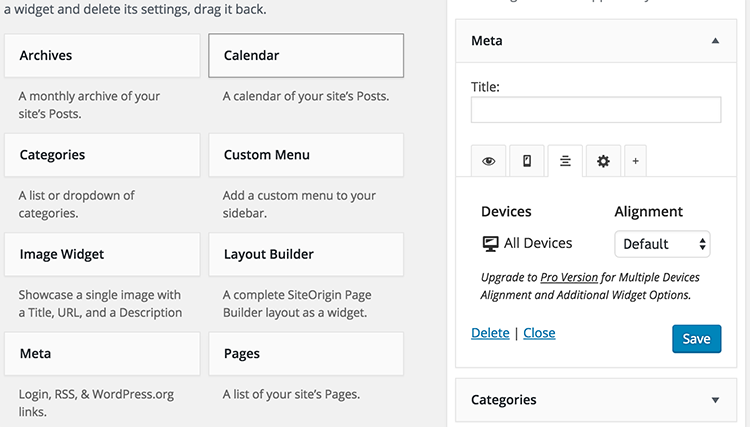 a widget and delete its settings, drag it back.
Archives
Calendar
A monthly archive of your
site's Posts.
A calendar of your site's Posts.
Categories
Custom Menu
A list or dropdown of
categories.
Add a custom menu to your
sidebar.
Image Widget
Layout Builder
Showcase a single image with
a Title, URL, and a Description
A complete SiteOrigin Page
Builder layout as a widget.
Meta
Pages
Login, RSS, & WordPress.org
links.
A list of your site's Pages.
Meta
Title:
+
Devices
Alignment
All Devices
Default
Upgrade to Pro Version for Multiple Devices
Alignment and Additional Widget Options.
Delete | Close
Save
Categories